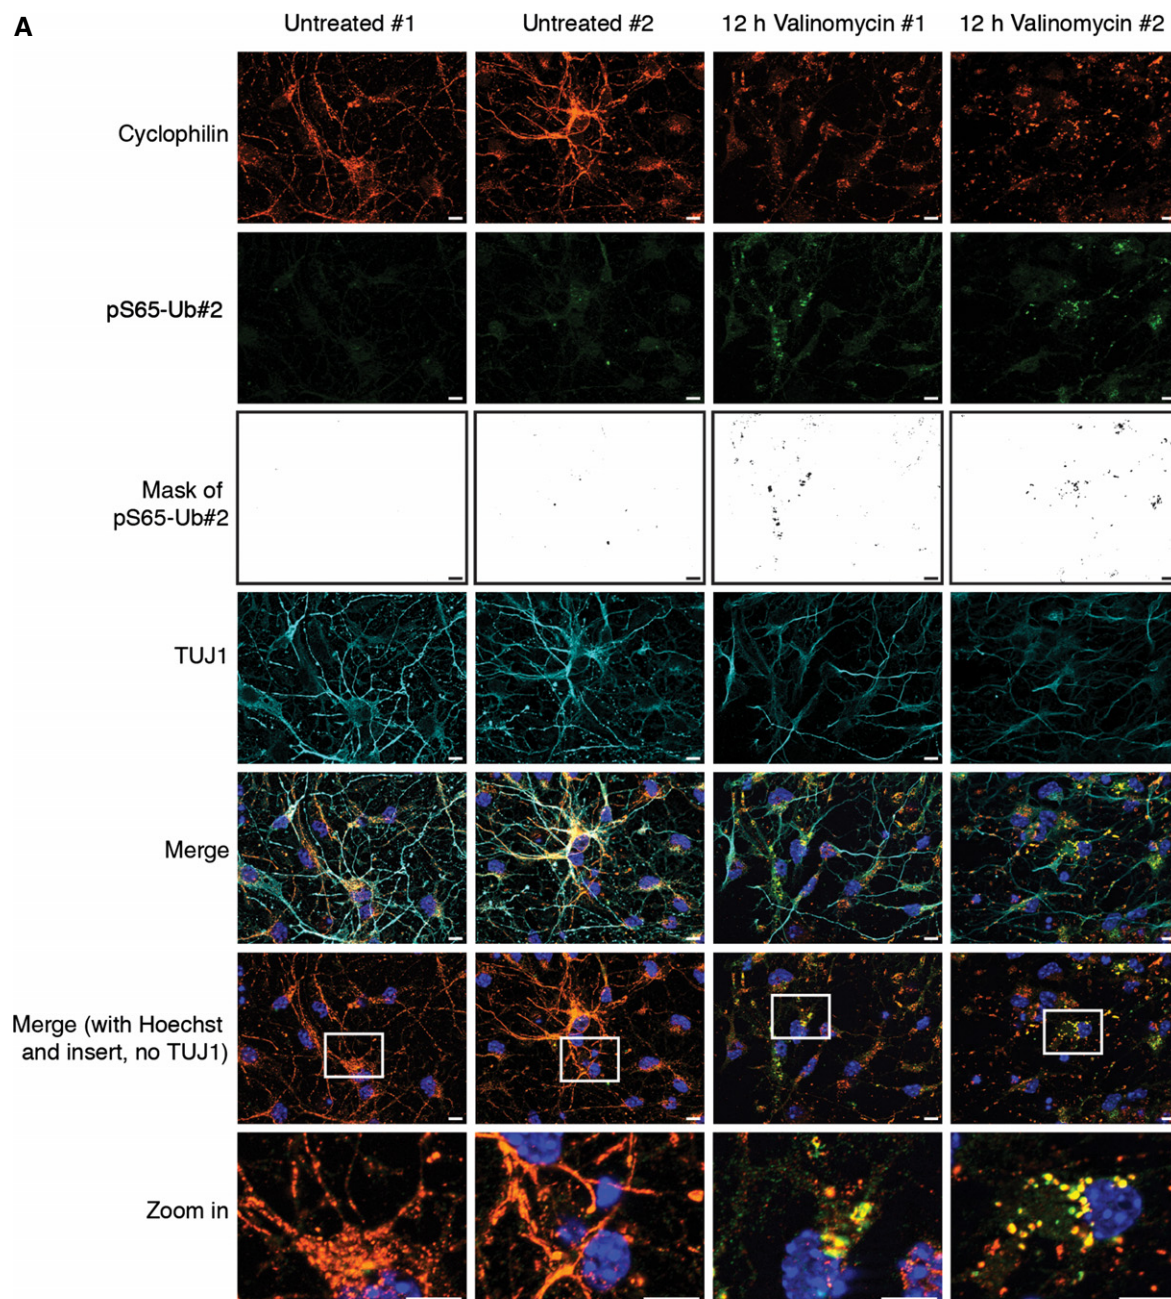 A
Untreated #1
Untreated #2
12 h Valinomycin #1
12 h Valinomycin #2
Cyclophilin
pS65-Ub#2
Mask of
pS65-Ub#2
TUJ1
Merge
Merge (with Hoechst
and insert, no TUJ1)
Zoom in